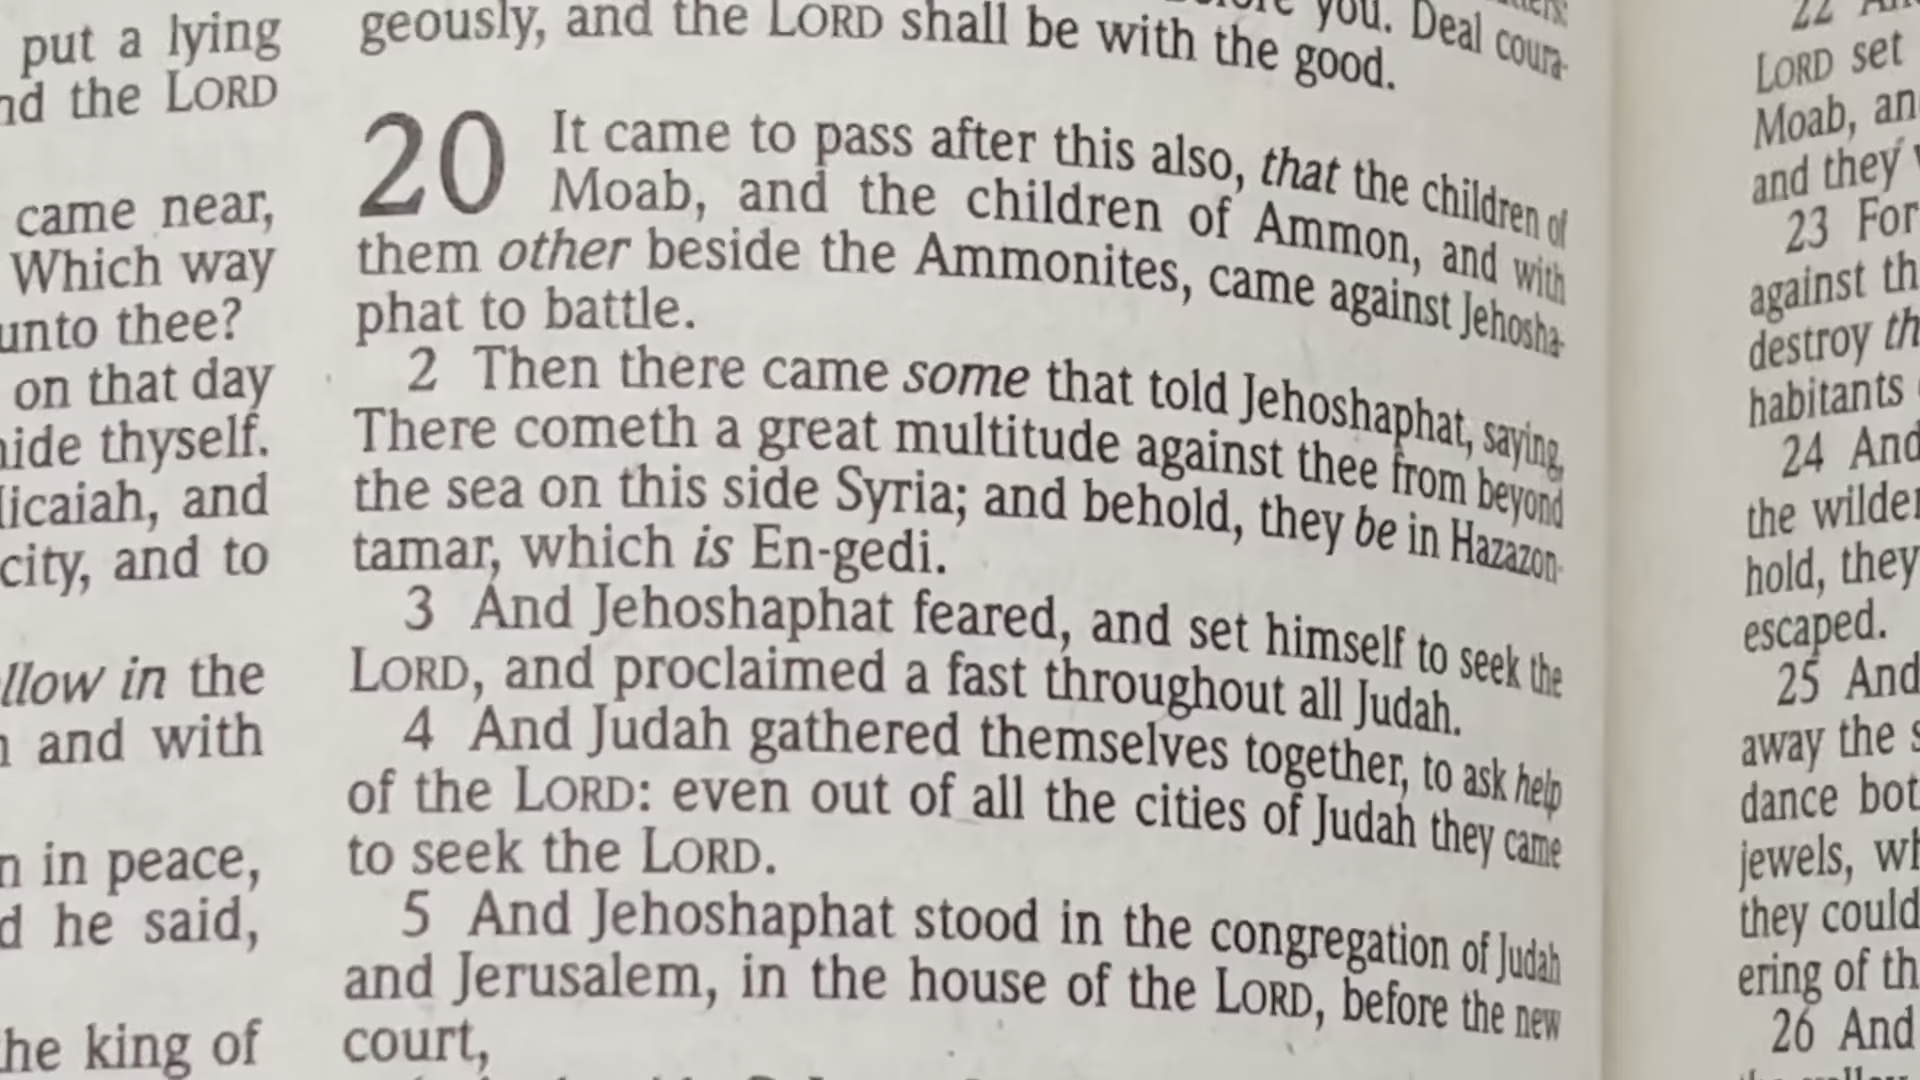 put a lying
nd the LORD
came near,
Which way
unto thee?
on that day
hide thyself.
icaiah, and
city, and to
llow in the
and with
n in peace,
d he said,
he king of
you. Deal coura-
geously, and the LORD shall be with the good.
20 It came to pass after this also, that the children of
Moab, and the children of Ammon, and with
them other beside the Ammonites, came against Jehosha-
phat to battle.
2 Then there came some that told Jehoshaphat, saying,
There cometh a great multitude against thee from beyond
the sea on this side Syria; and behold, they be in Hazazon-
tamar, which is En-gedi.
3 And Jehoshaphat feared, and set himself to seek the
LORD, and proclaimed a fast throughout all Judah.
4 And Judah gathered themselves together, to ask help
of the LORD: even out of all the cities of Judah they came
to seek the LORD.
5 And Jehoshaphat stood in the congregation of Judah
and Jerusalem, in the house of the LORD, before the new
court,
22
LORD set
Moab, an
and they
23 For
against th
destroy th
habitants
24 And
the wilder
hold, they
escaped.
25 And
away the s
dance bot
jewels, wh
they could
ering of th
26 And